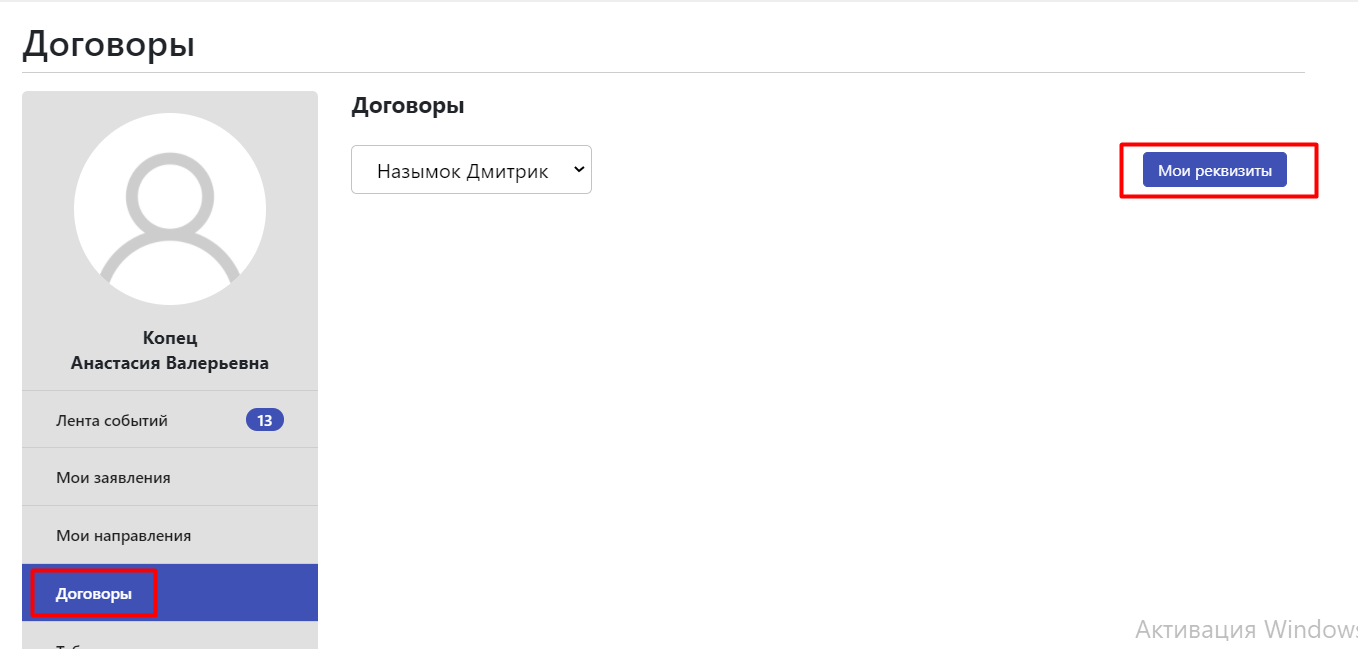 Договоры
Договоры
Назымок Дмитрик
Мои реквизиты
Копец
Анастасия Валерьевна
Лента событий 13
Мои заявления
Мои направления
Договоры
Активация Windows